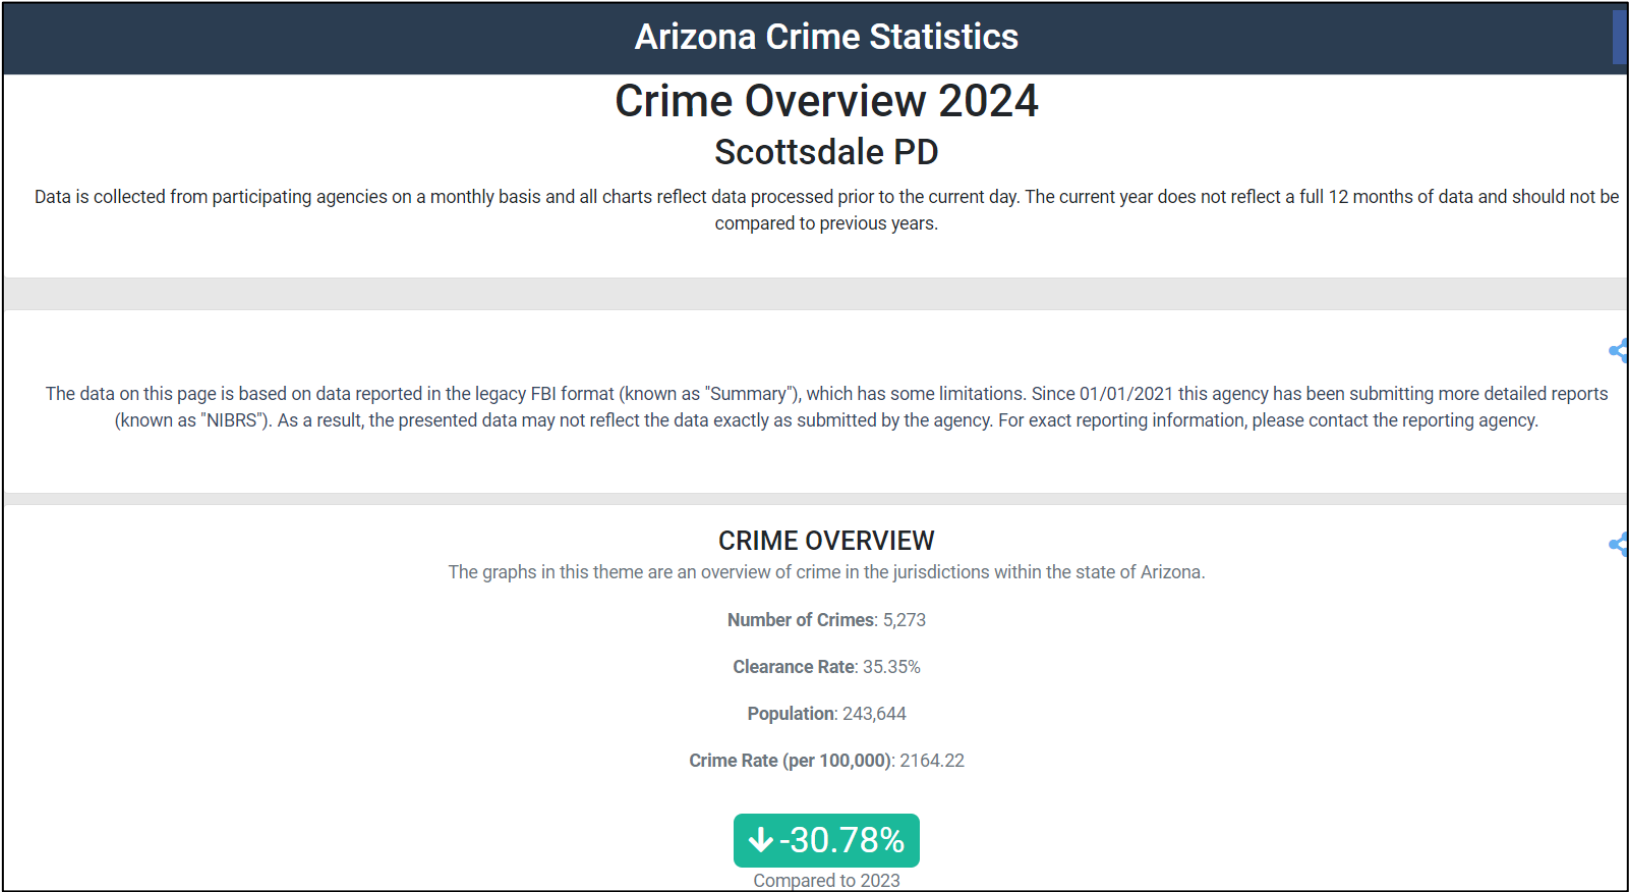 Arizona Crime Statistics
Crime Overview 2024
Scottsdale PD
Data is collected from participating agencies on a monthly basis and all charts reflect data processed prior to the current day. The current year does not reflect a full 12 months of data and should not be
compared to previous years.
The data on this page is based on data reported in the legacy FBI format (known as "Summary"), which has some limitations. Since 01/01/2021 this agency has been submitting more detailed reports
(known as "NIBRS"). As a result, the presented data may not reflect the data exactly as submitted by the agency. For exact reporting information, please contact the reporting agency.
CRIME OVERVIEW
The graphs in this theme are an overview of crime in the jurisdictions within the state of Arizona.
Number of Crimes: 5,273
Clearance Rate: 35.35%
Population: 243,644
Crime Rate (per 100,000): 2164.22
-30.78%
Compared to 2023